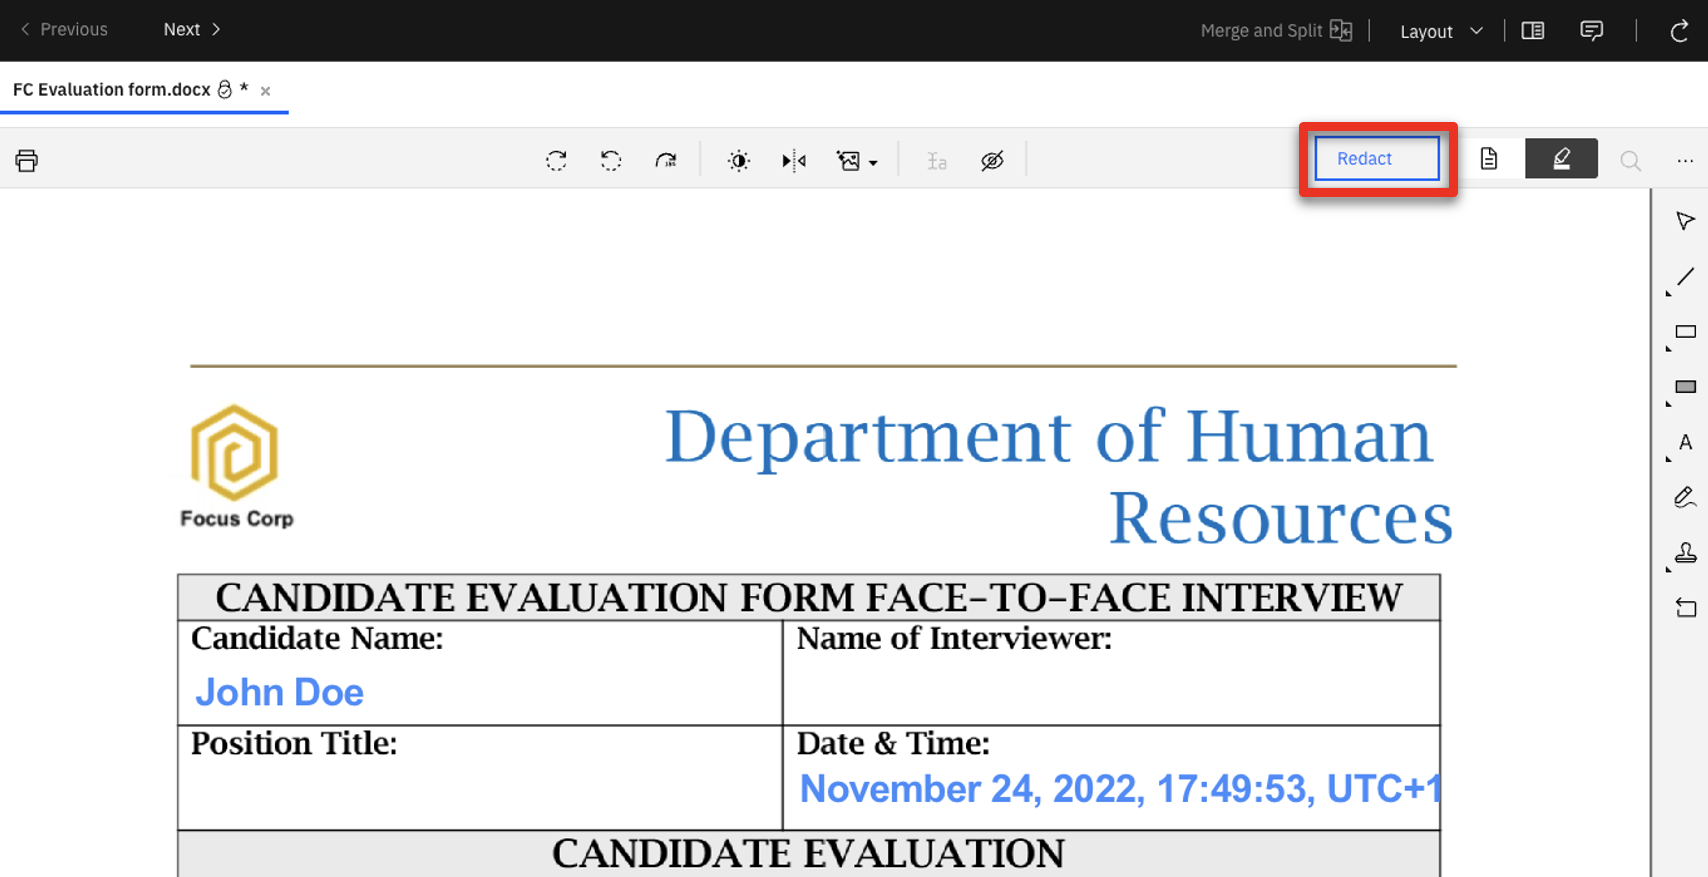 Previous
Next
Merge and Split
Layout
FC Evaluation form.docx * ×
Redact
A
Department of Human
Resources
Focus Corp
CANDIDATE EVALUATION FORM FACE-TO-FACE INTERVIEW
Candidate Name:
Name of Interviewer:
John Doe
Position Title:
Date & Time:
November 24, 2022, 17:49:53, UTC+1
CANDIDATE EVALUATION